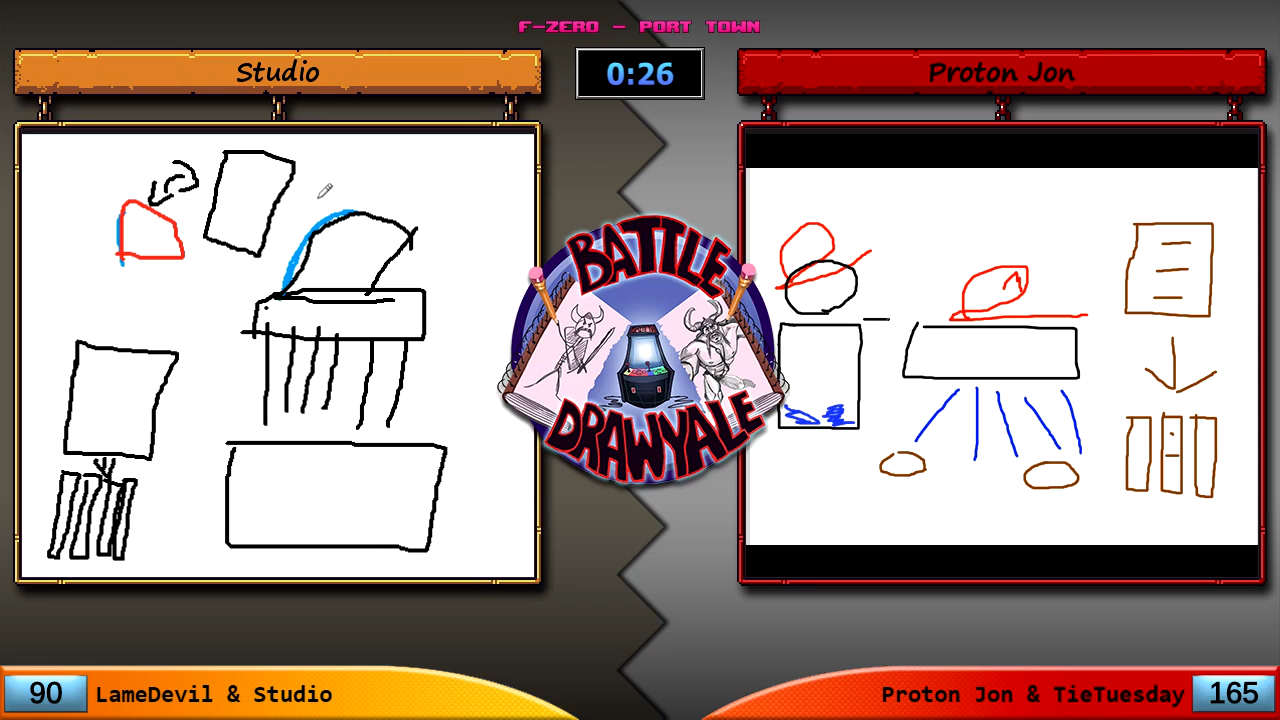 F-ZERO - PORT TOWN
Studio
0:26
Proton Jon
BATTLE
DRAWYALE
90 LameDevil & Studio
Proton Jon & TieTuesday 165